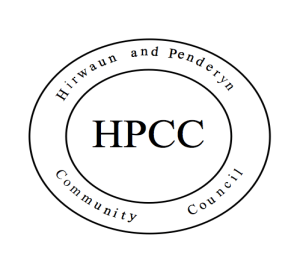 Hirwaun and Penderyn
HPCC
Community Council